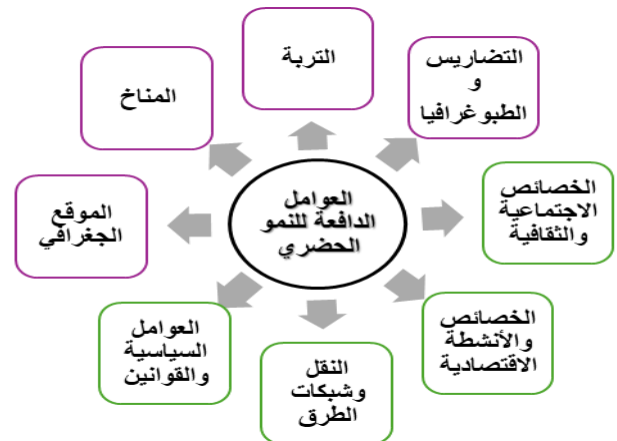 العوامل
الدافعة للنمو
الحضري
التربة
التضاريس
و
الطبوغرافيا
الخصائص
الاجتماعية
والثقافية
الخصائص
والأنشطة
الاقتصادية
النقل
وشبكات
الطرق
العوامل
السياسية
والقوانين
الموقع
الجغرافي
المناخ